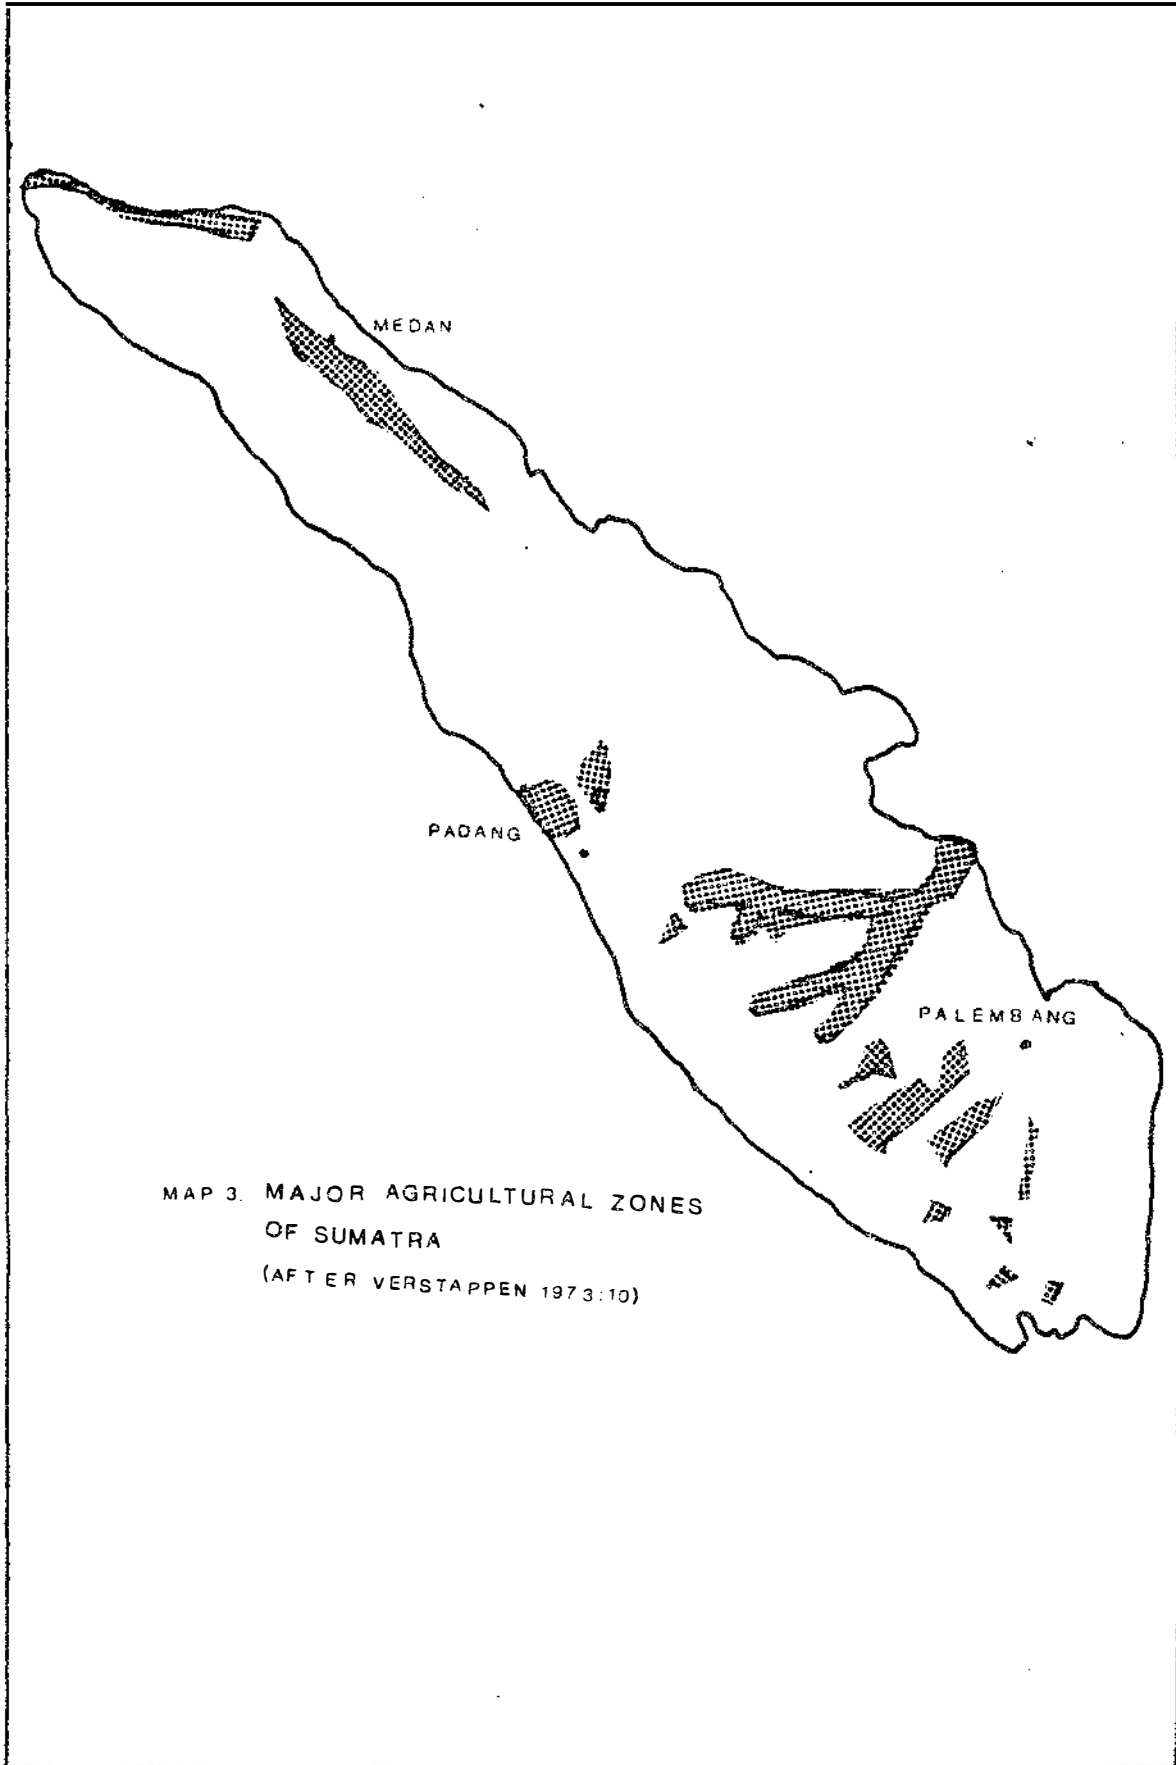 MEDAN
PADANG
PALEMBANG
MAP 3. MAJOR AGRICULTURAL ZONES
OF SUMATRA
(AFTER VERSTAPPEN 1973:10)